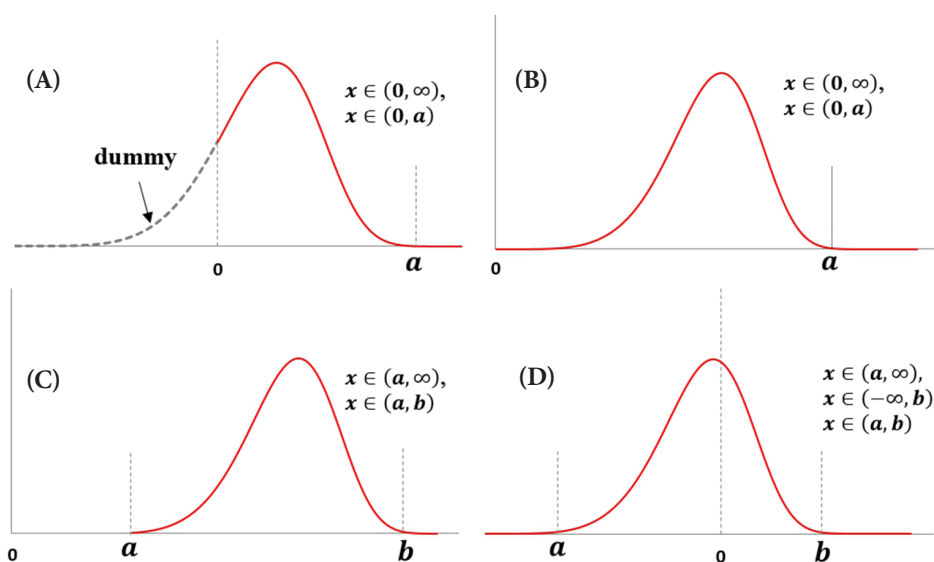 (A)
x ∈ (0, ∞),
x ∈ (0, a)
dummy
0
a
(B)
x ∈ (0, ∞),
x ∈ (0, a)
0
a
(C)
x ∈ (a, ∞),
x ∈ (a, b)
0
a
b
(D)
x ∈ (a, ∞),
x ∈ (−∞, b)
x ∈ (a, b)
a
0
b